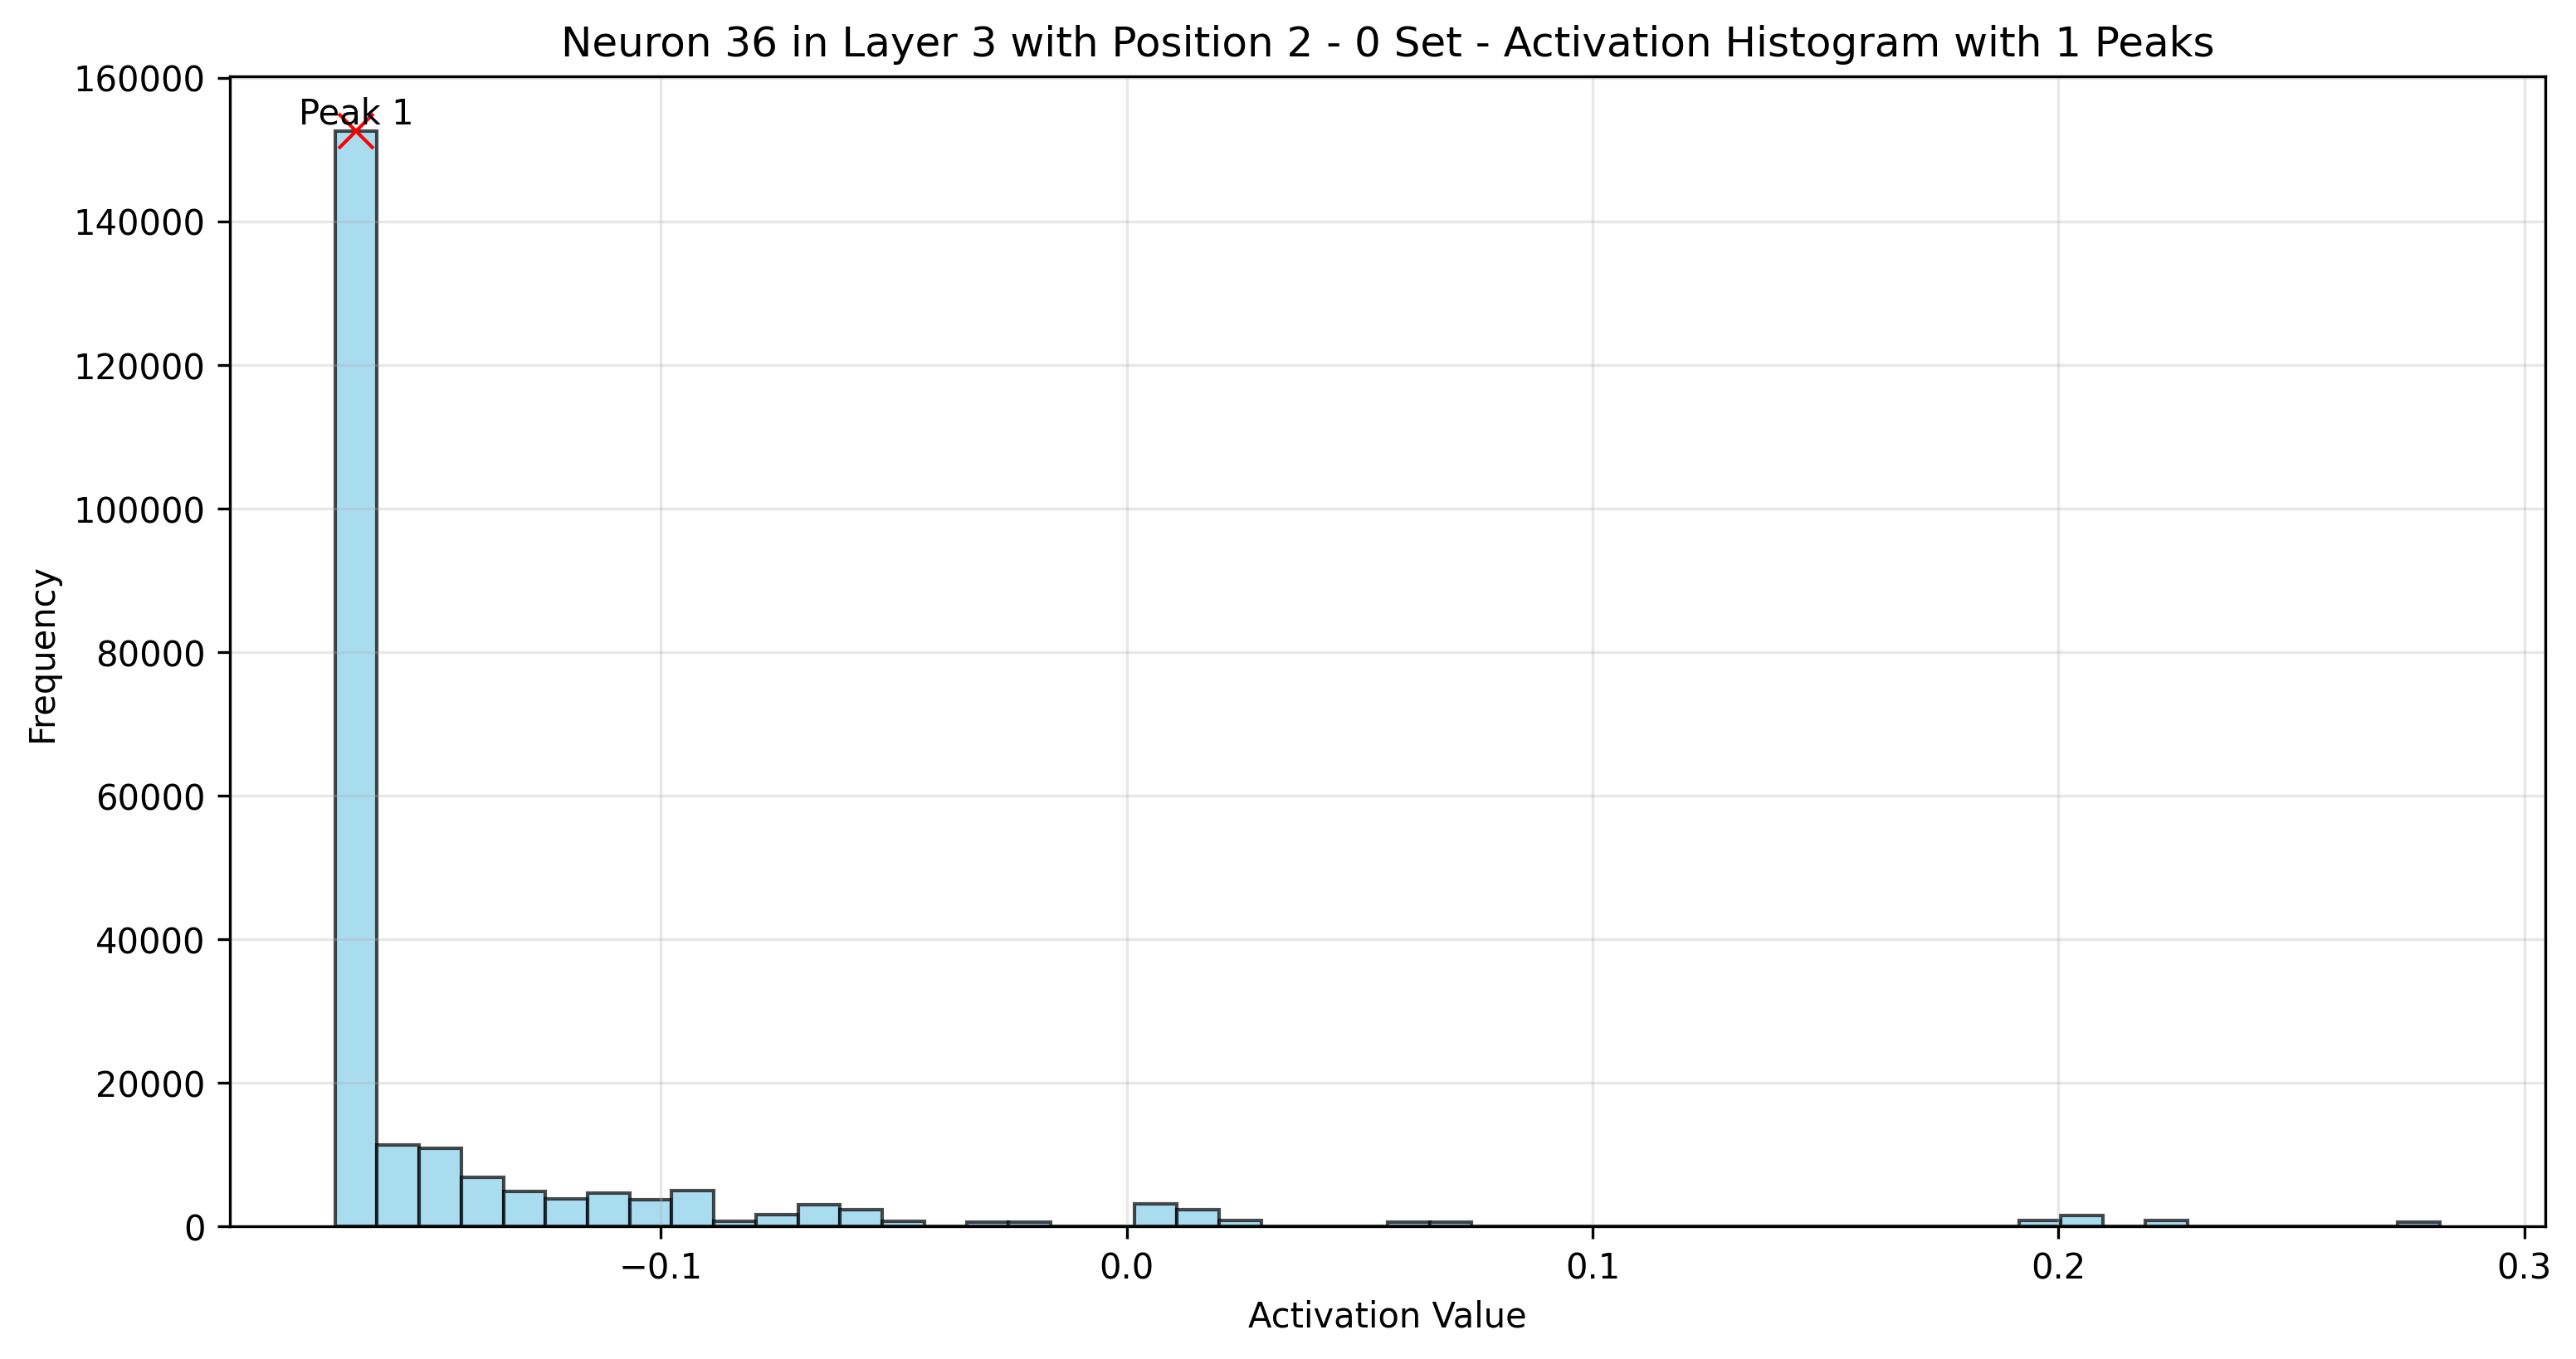 Neuron 36 in Layer 3 with Position 2 - 0 Set - Activation Histogram with 1 Peaks
160000
Peak 1
140000
120000
100000
80000
60000
40000
20000
0
Frequency
−0.1 0.0 0.1 0.2 0.3
Activation Value